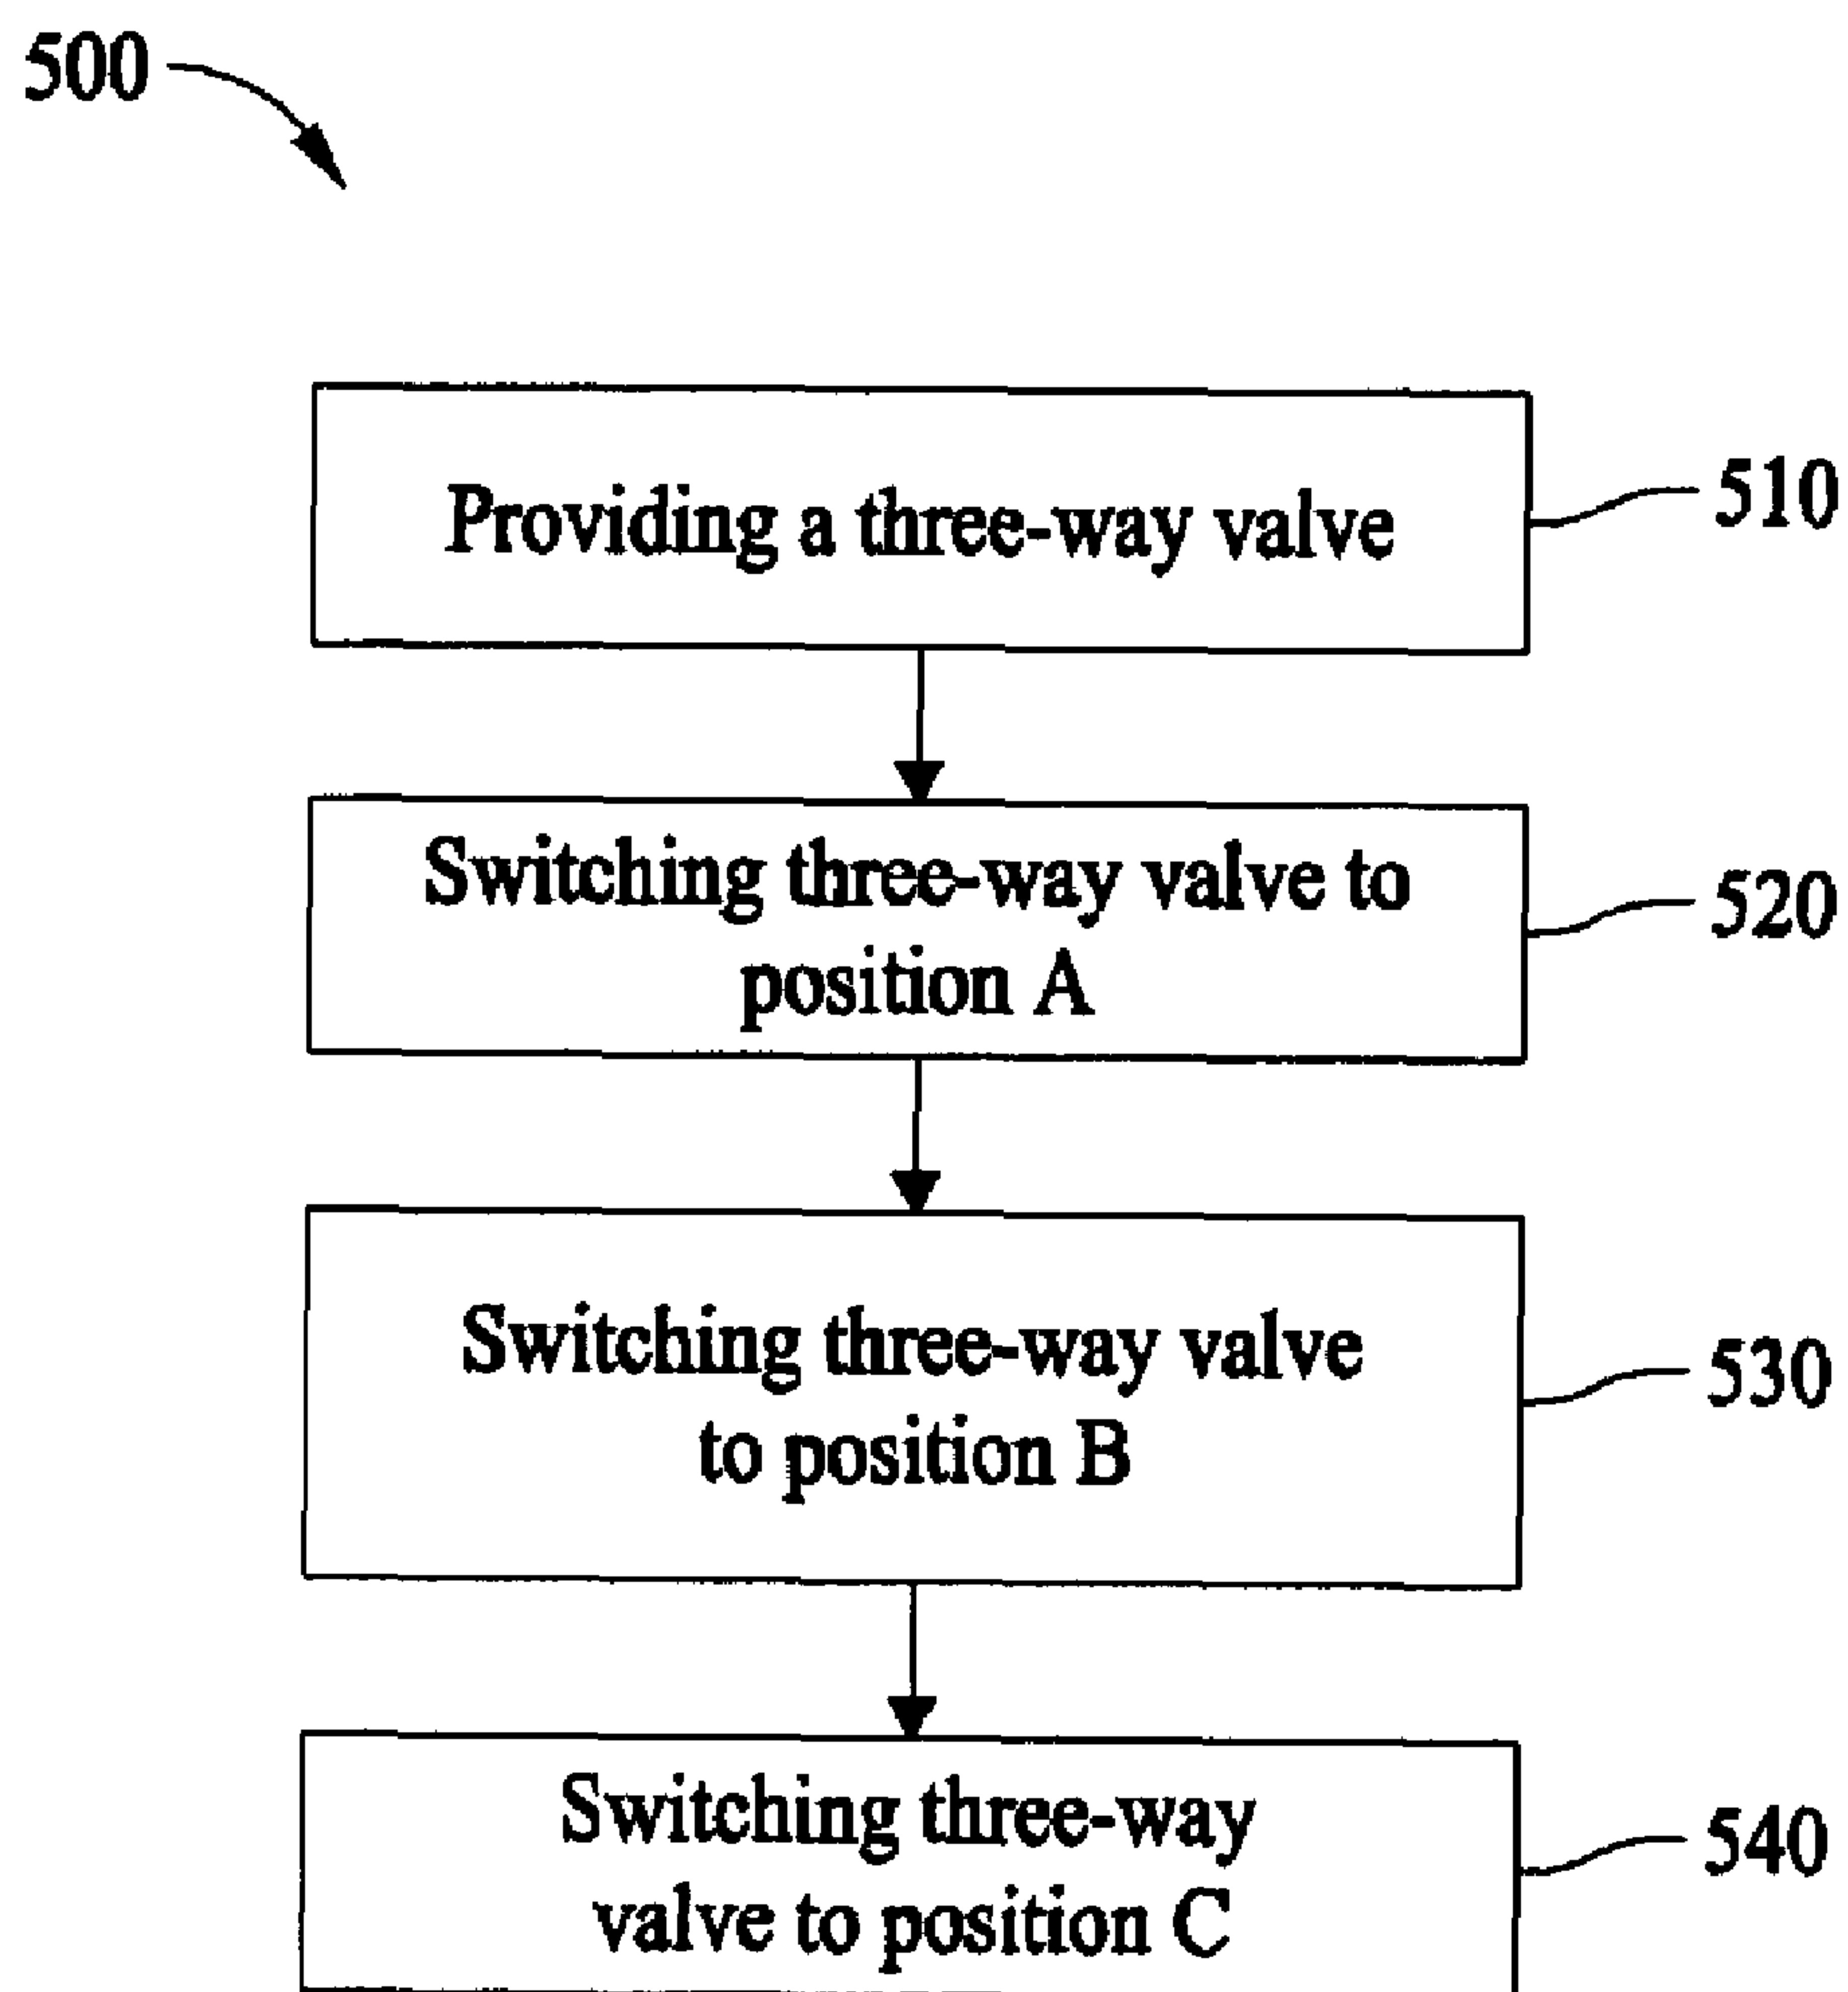 500
Providing a three-way valve
510
Switching three-way valve to
position A
520
Switching three-way valve
to position B
530
Switching three-way
valve to position C
540